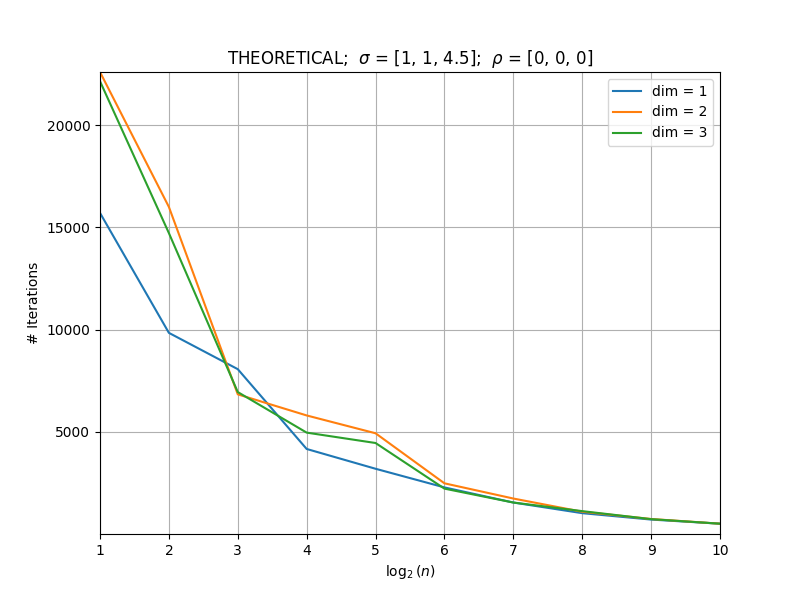 THEORETICAL; σ = [1, 1, 4.5]; ρ = [0, 0, 0]
dim = 1
dim = 2
dim = 3
20000
15000
10000
5000
# Iterations
1 2 3 4 5 6 7 8 9 10
log₂(n)